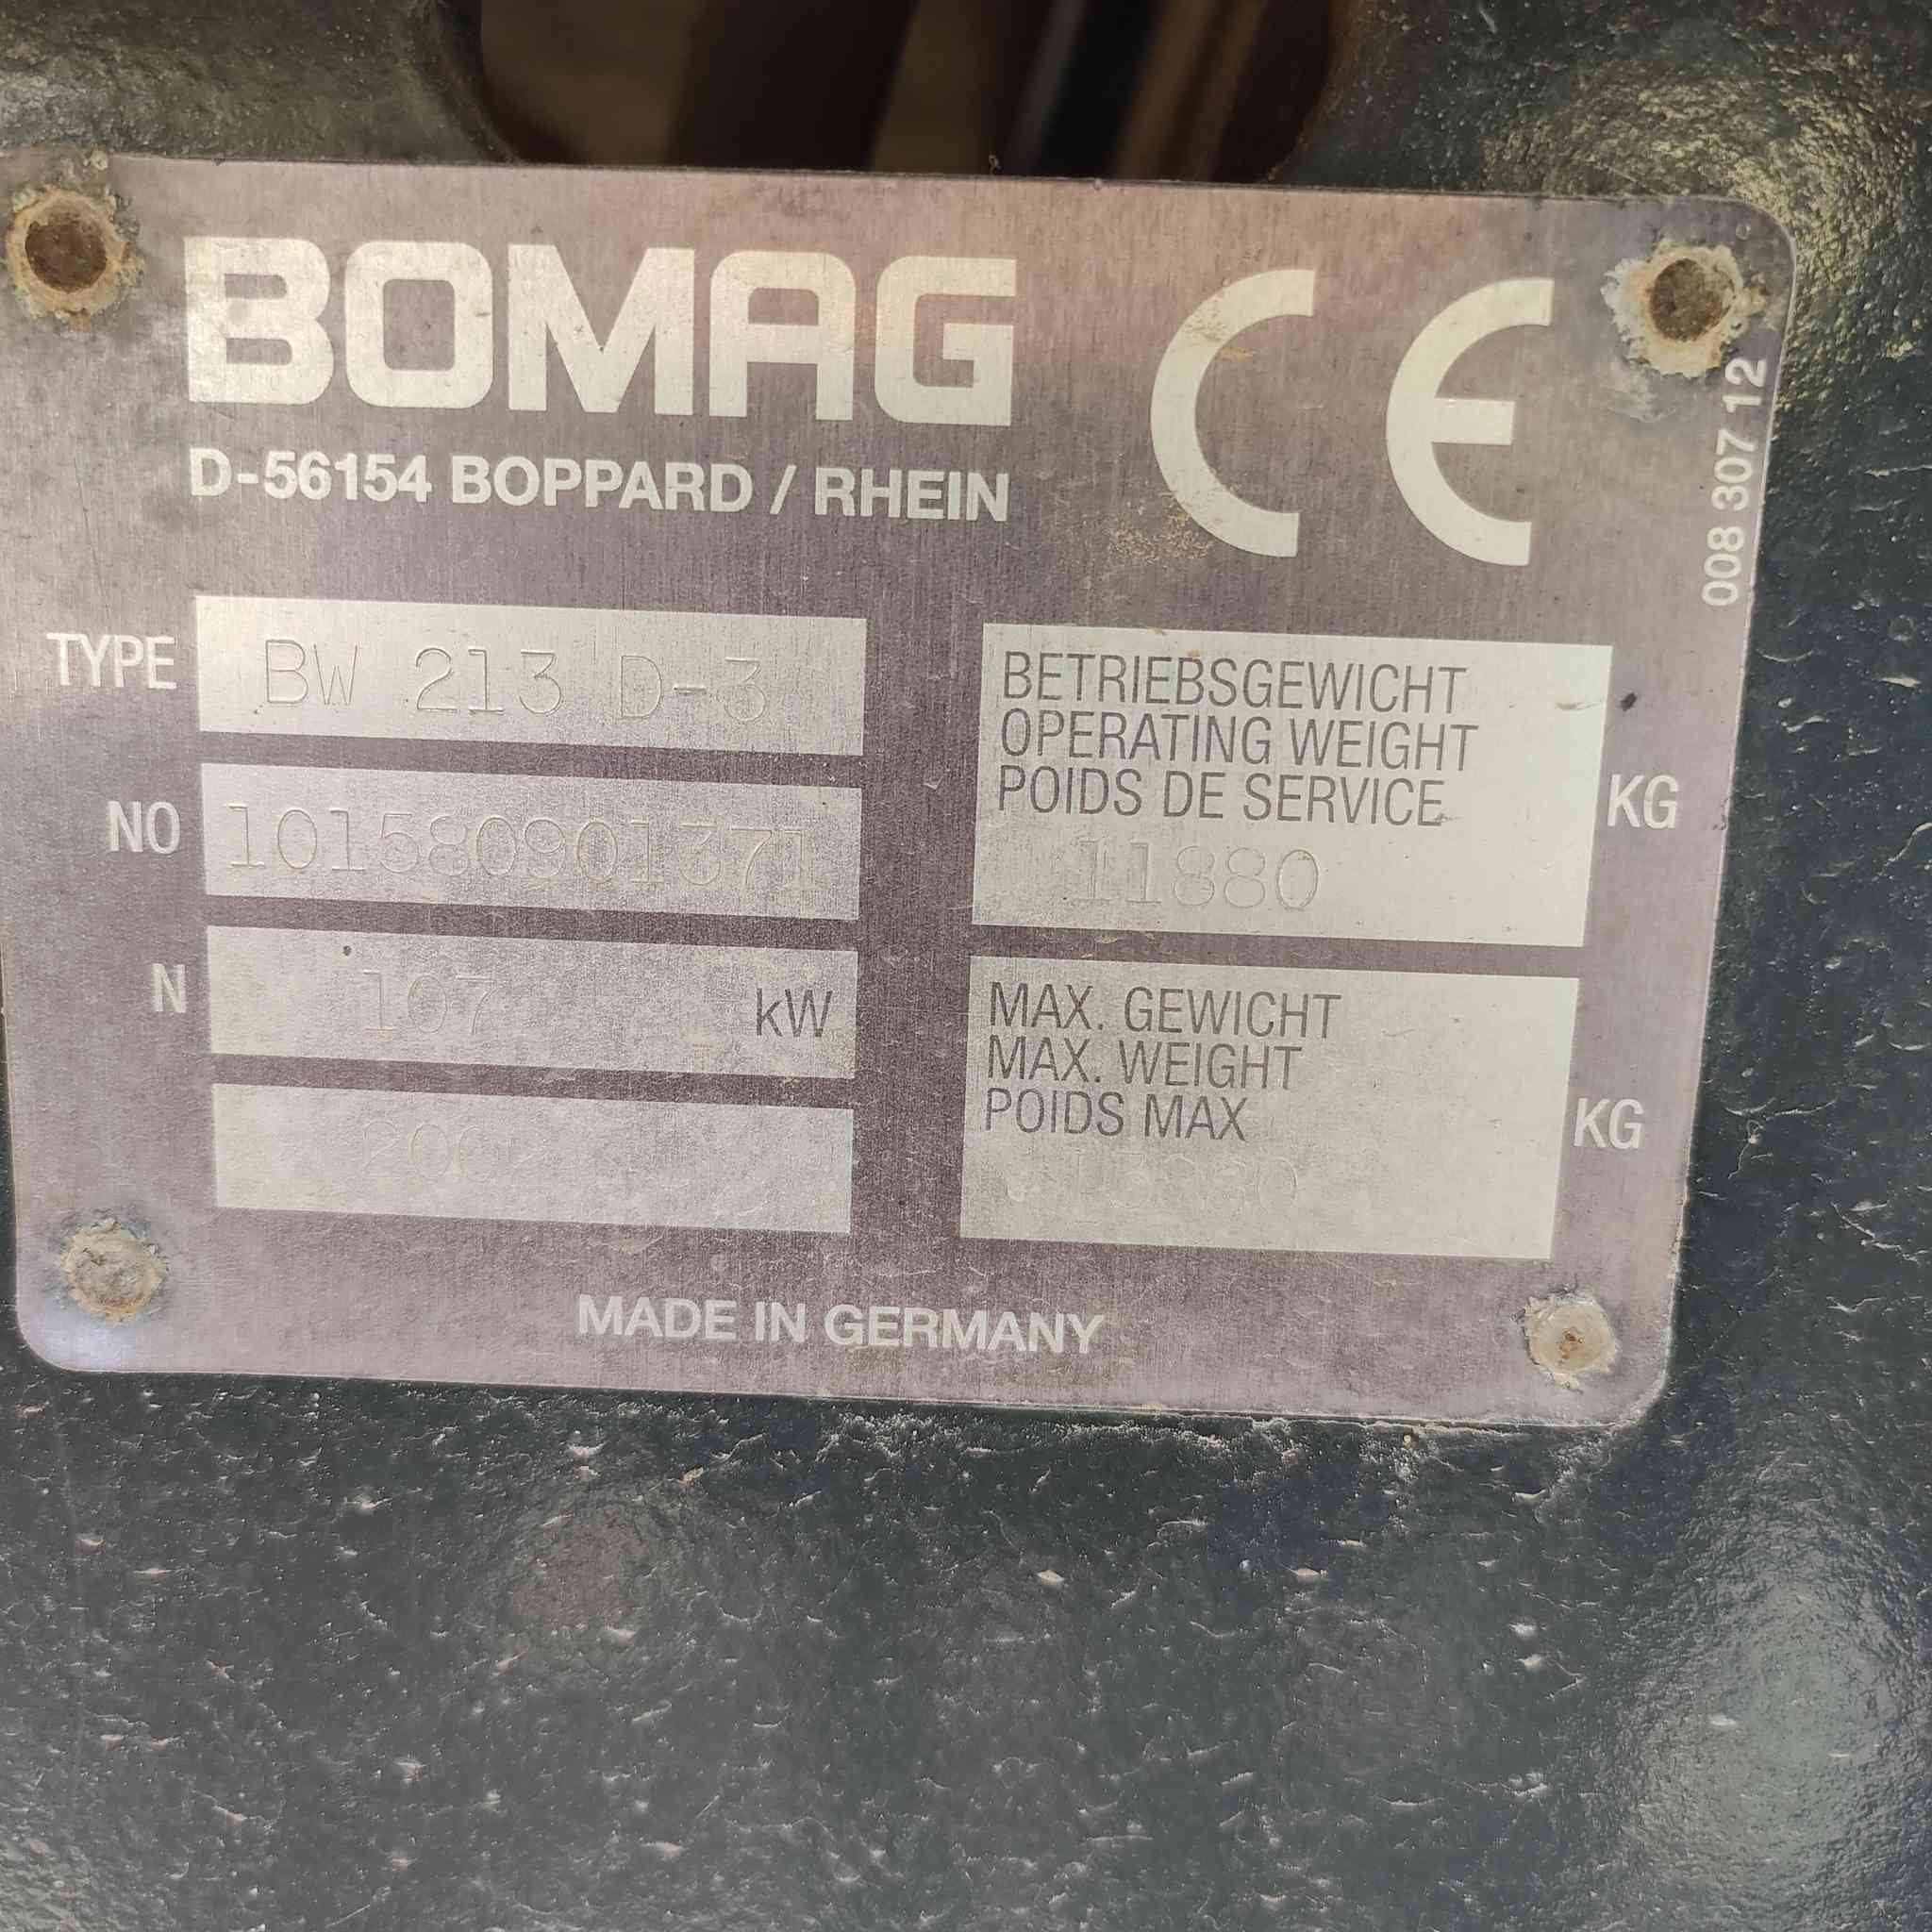 BOMAG CE
D-56154 BOPPARD / RHEIN
008 307 12
TYPE BW 213 D-3
NO 101580901371
N 107 kW
BETRIEBSGEWICHT
OPERATING WEIGHT
POIDS DE SERVICE
11880 KG
MAX. GEWICHT
MAX. WEIGHT
POIDS MAX
KG
MADE IN GERMANY